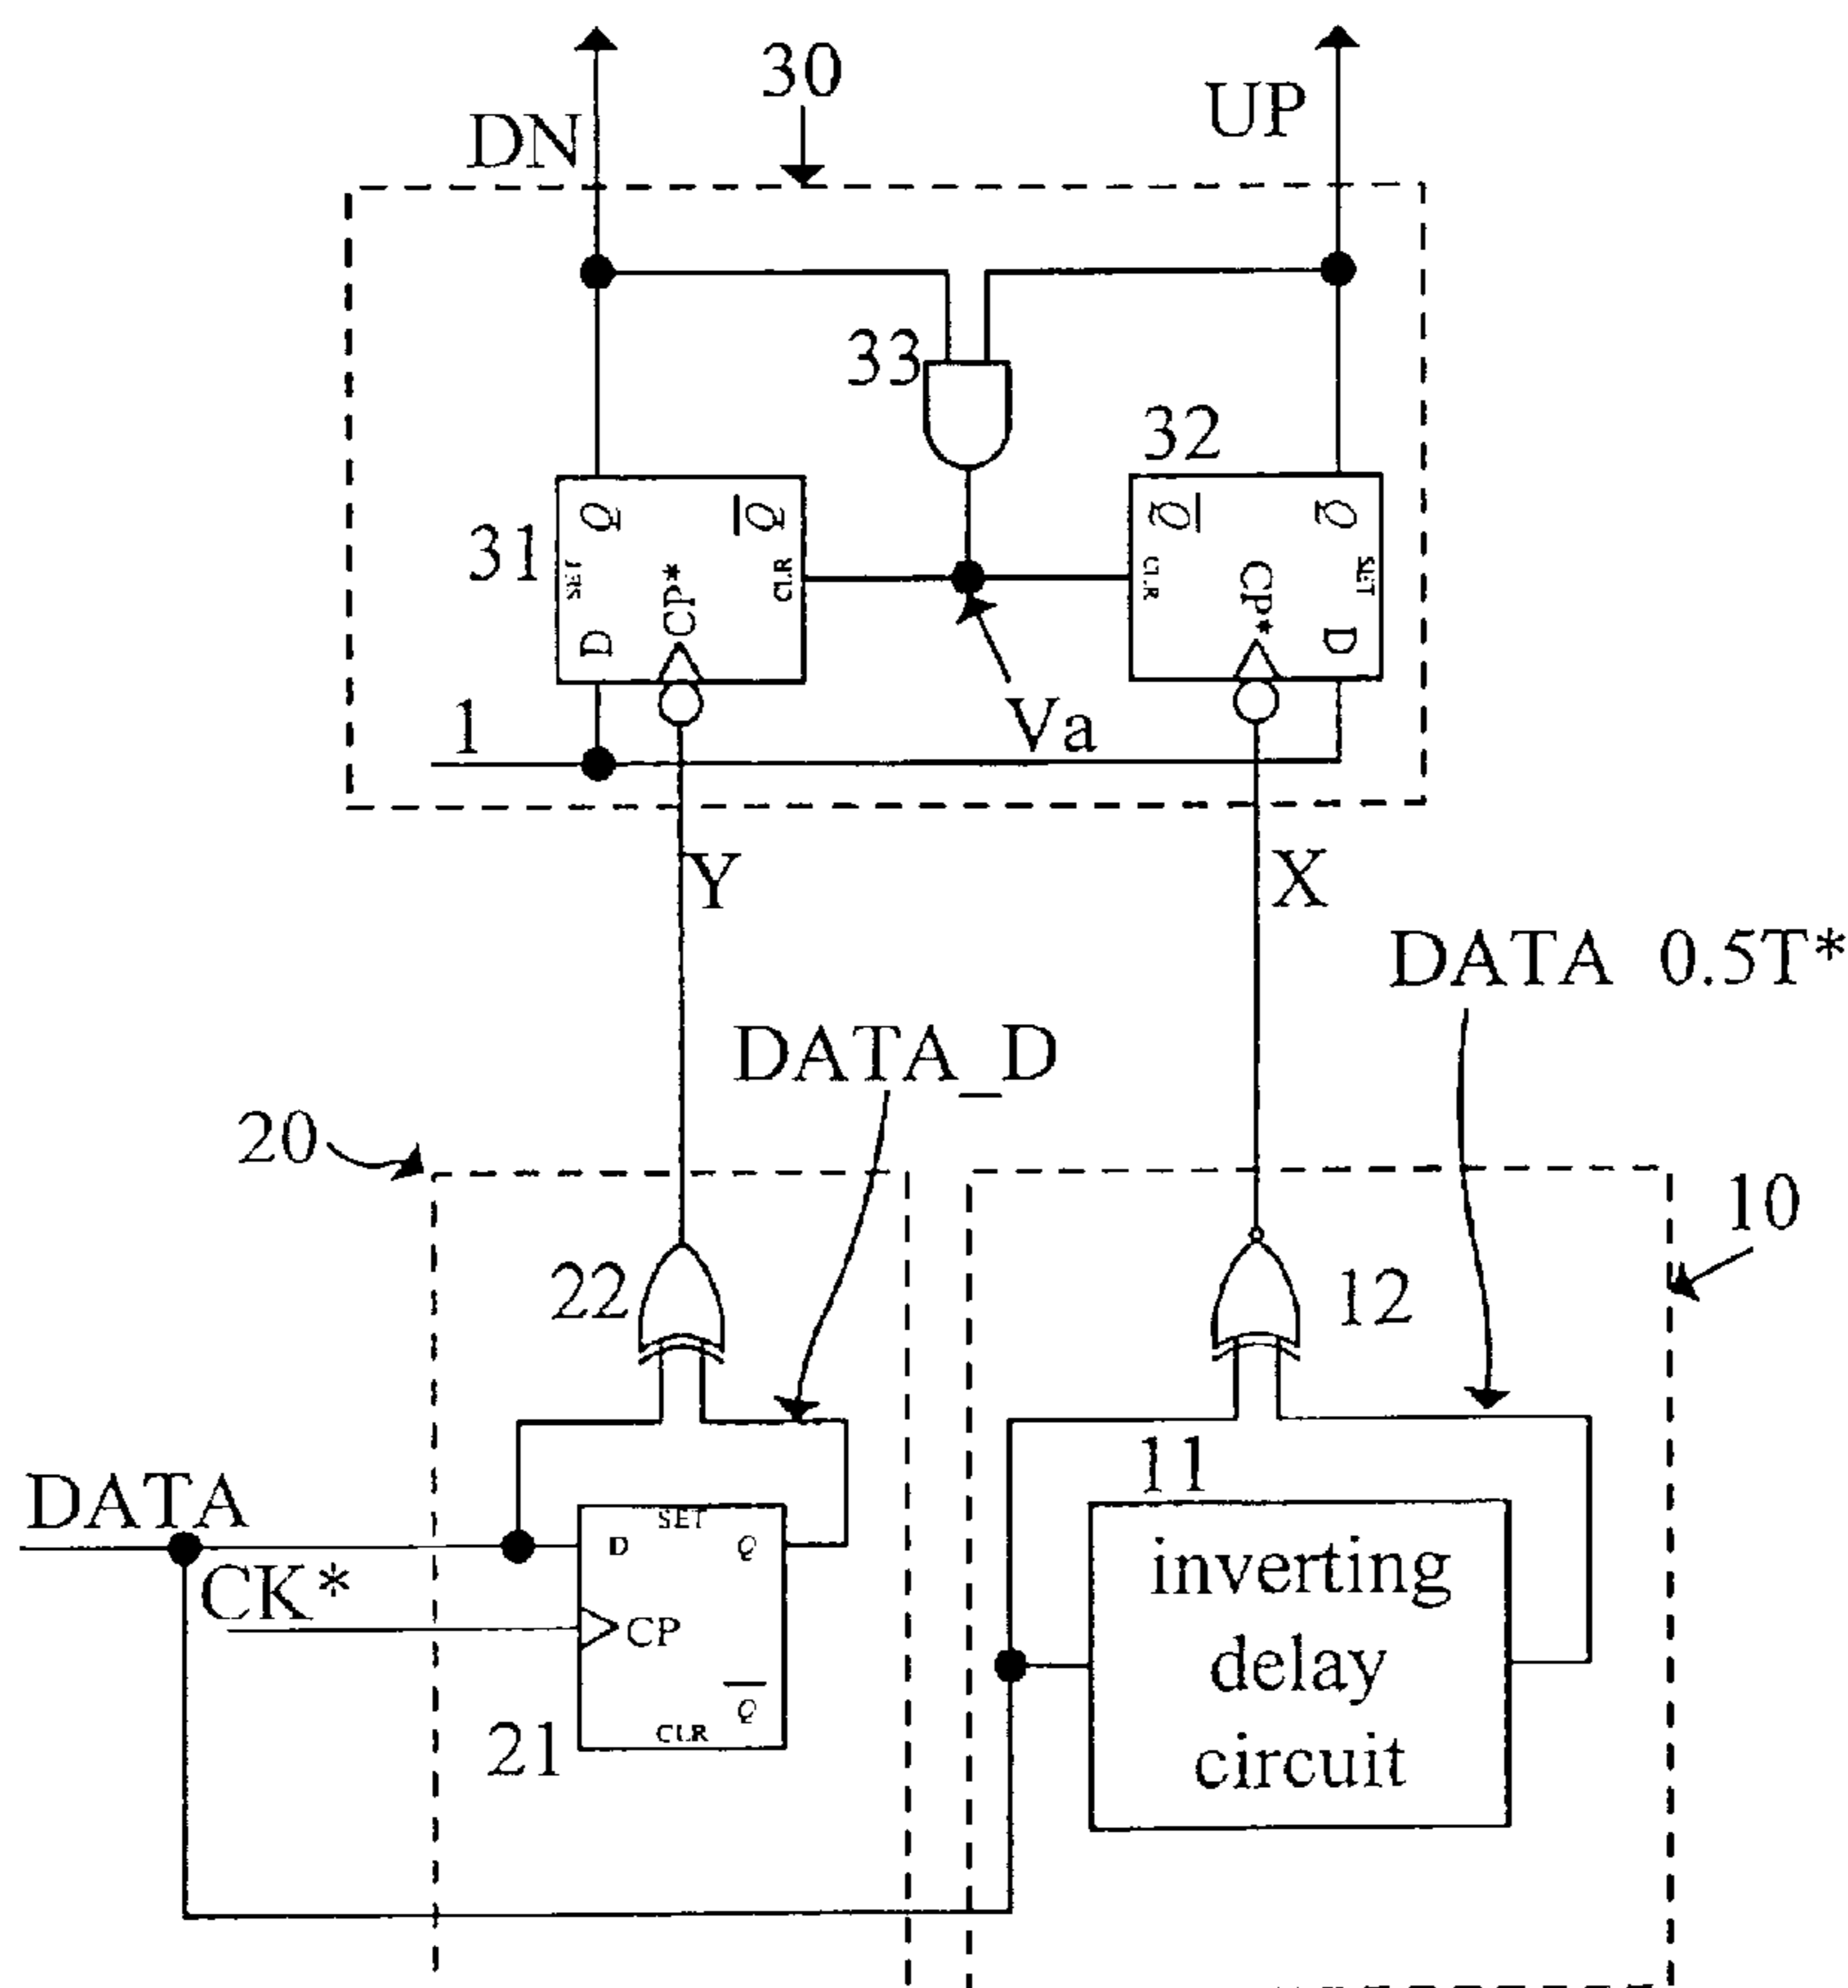 30
DN
UP
33
32
31
Q
Q
Q
Q
SET
CLR
CP*
D
CLR
SET
CP*
D
1
Va
Y
X
DATA 0.5T*
DATA_D
20
10
22
12
11
DATA
CK*
SET
D
Q
CP
Q
CLR
21
inverting
delay
circuit